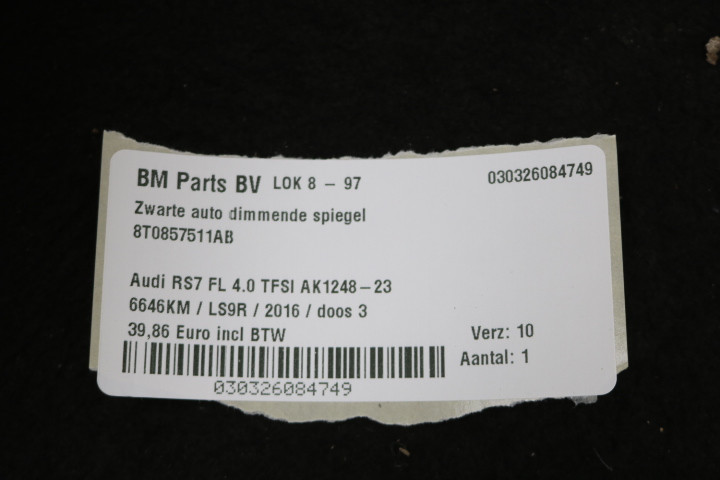 BM Parts BV LOK 8 - 97 030326084749
Zwarte auto dimmende spiegel
8T0857511AB
Audi RS7 FL 4.0 TFSI AK1248-23
6646KM / LS9R / 2016 / doos 3
39,86 Euro incl BTW Verz: 10
Aantal: 1
030326084749